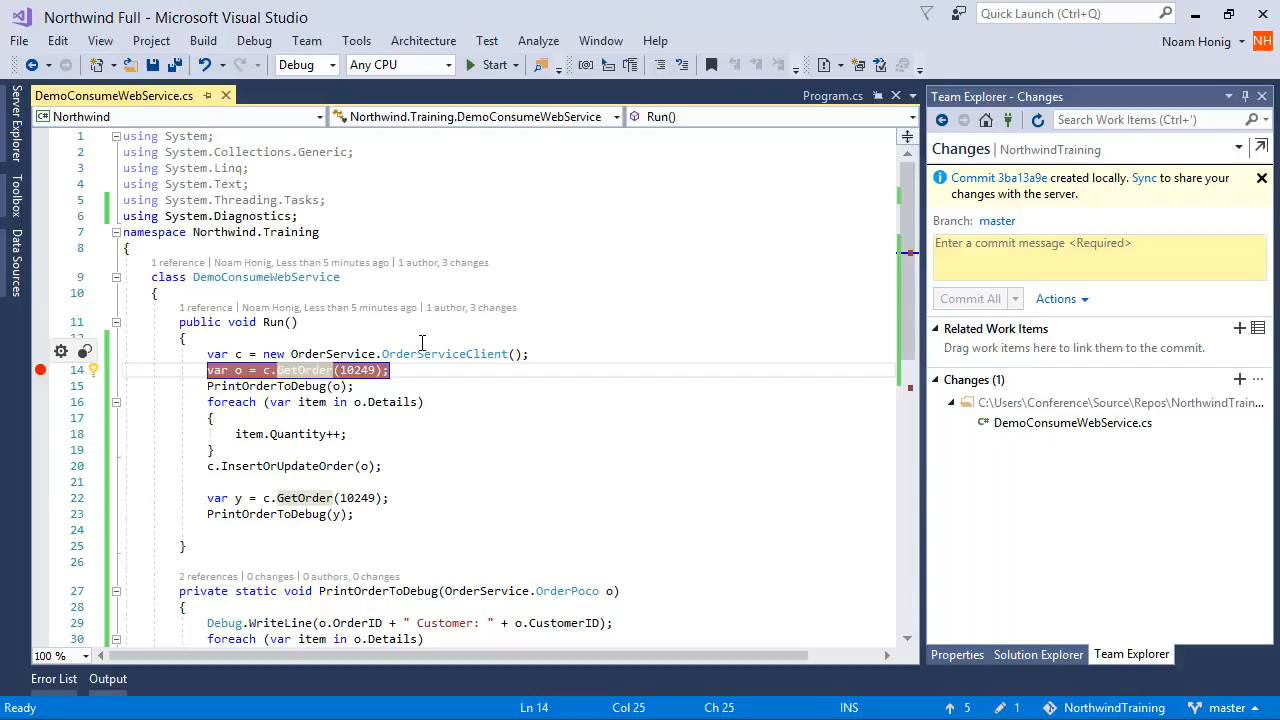 Northwind Full - Microsoft Visual Studio
Quick Launch (Ctrl+Q)
File Edit View Project Build Debug Team Tools Architecture Test Analyze Window Help
Noam Honig NH
Debug Any CPU Start
DemoConsumeWebService.cs
Program.cs
Northwind
Northwind.Training.DemoConsumeWebService
Run()
Server Explorer
Toolbox
Data Sources
1 using System;
2 using System.Collections.Generic;
3 using System.Linq;
4 using System.Text;
5 using System.Threading.Tasks;
6 using System.Diagnostics;
7 namespace Northwind.Training
8 {
1 reference | Noam Honig, Less than 5 minutes ago | 1 author, 3 changes
9 class DemoConsumeWebService
10 {
1 reference | Noam Honig, Less than 5 minutes ago | 1 author, 3 changes
11 public void Run()
12 {
var c = new OrderService.OrderServiceClient();
14 var o = c.GetOrder(10249);
15 PrintOrderToDebug(o);
16 foreach (var item in o.Details)
17 {
18 item.Quantity++;
19 }
20 c.InsertOrUpdateOrder(o);
21
22 var y = c.GetOrder(10249);
23 PrintOrderToDebug(y);
24
25 }
26
2 references | 0 changes | 0 authors, 0 changes
27 private static void PrintOrderToDebug(OrderService.OrderPoco o)
28 {
29 Debug.WriteLine(o.OrderID + " Customer: " + o.CustomerID);
30 foreach (var item in o.Details)
100 %
Error List Output
Team Explorer - Changes
Search Work Items (Ctrl+')
Changes | NorthwindTraining
Commit 3ba13a9e created locally. Sync to share your
changes with the server.
Branch: master
Enter a commit message <Required>
Commit All Actions
Related Work Items
Drag work items here to link them to the commit.
Changes (1)
C:\Users\Conference\Source\Repos\NorthwindTrain...
DemoConsumeWebService.cs
Properties Solution Explorer Team Explorer
Ready Ln 14 Col 25 Ch 25 INS 5 1 NorthwindTraining master